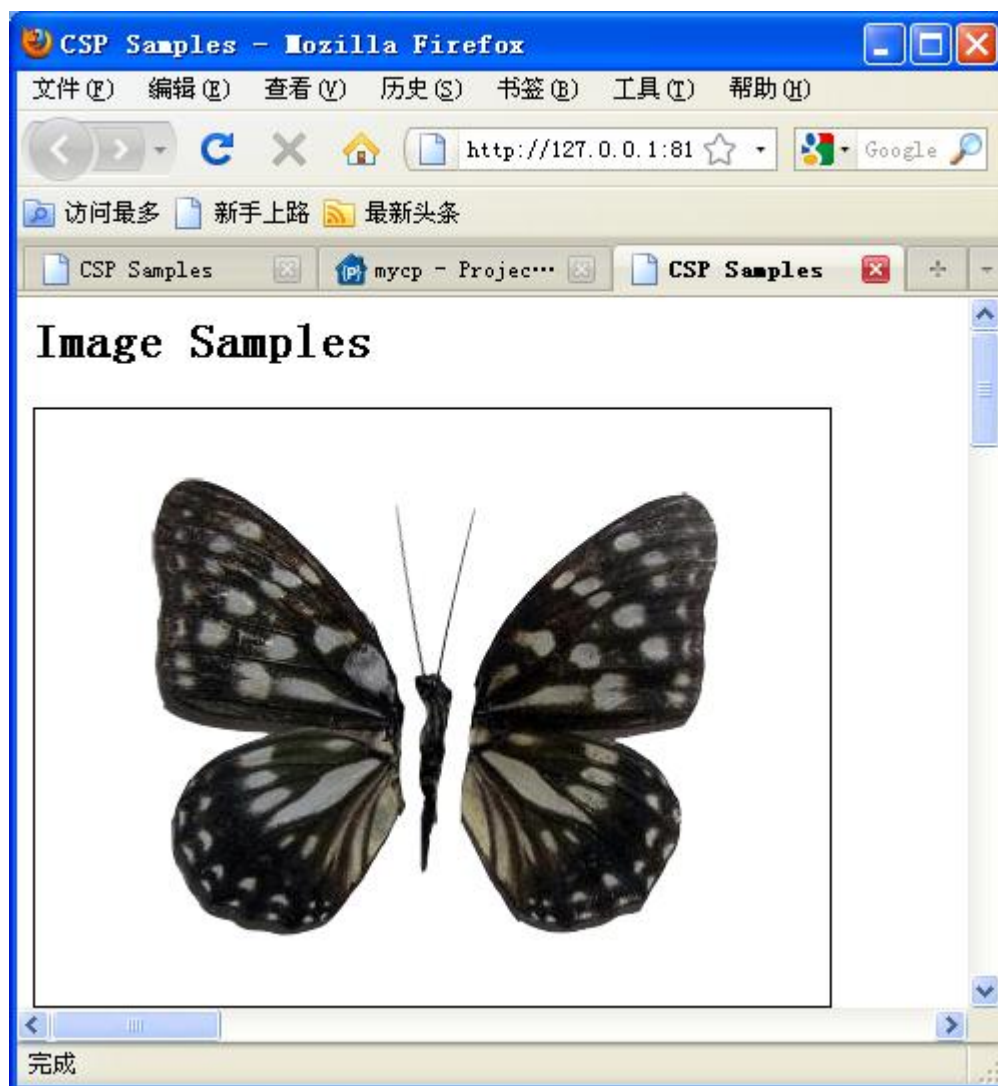 CSP Samples - Mozilla Firefox
文件(F) 编辑(E) 查看(V) 历史(S) 书签(B) 工具(T) 帮助(H)
http://127.0.0.1:81 Google
访问最多 新手上路 最新头条
CSP Samples mycp - Projec... CSP Samples
Image Samples
完成